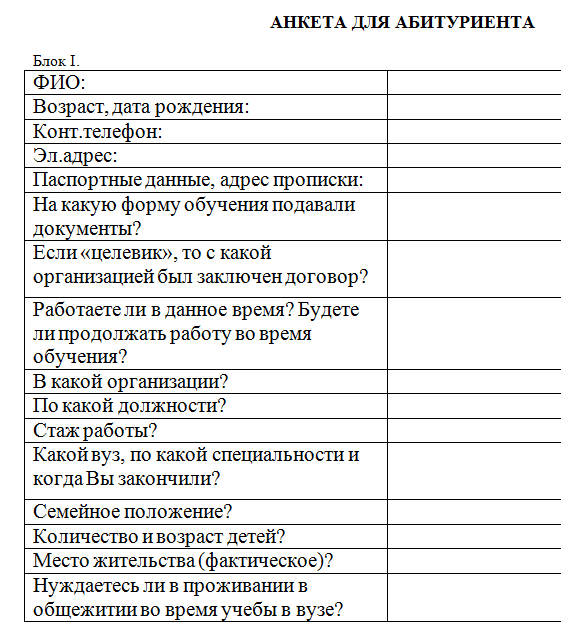 АНКЕТА ДЛЯ АБИТУРИЕНТА
Блок I.
ФИО:
Возраст, дата рождения:
Конт.телефон:
Эл.адрес:
Паспортные данные, адрес прописки:
На какую форму обучения подавали
документы?
Если «целевик», то с какой
организацией был заключен договор?
Работаете ли в данное время? Будете
ли продолжать работу во время
обучения?
В какой организации?
По какой должности?
Стаж работы?
Какой вуз, по какой специальности и
когда Вы закончили?
Семейное положение?
Количество и возраст детей?
Место жительства (фактическое)?
Нуждаетесь ли в проживании в
общежитии во время учебы в вузе?